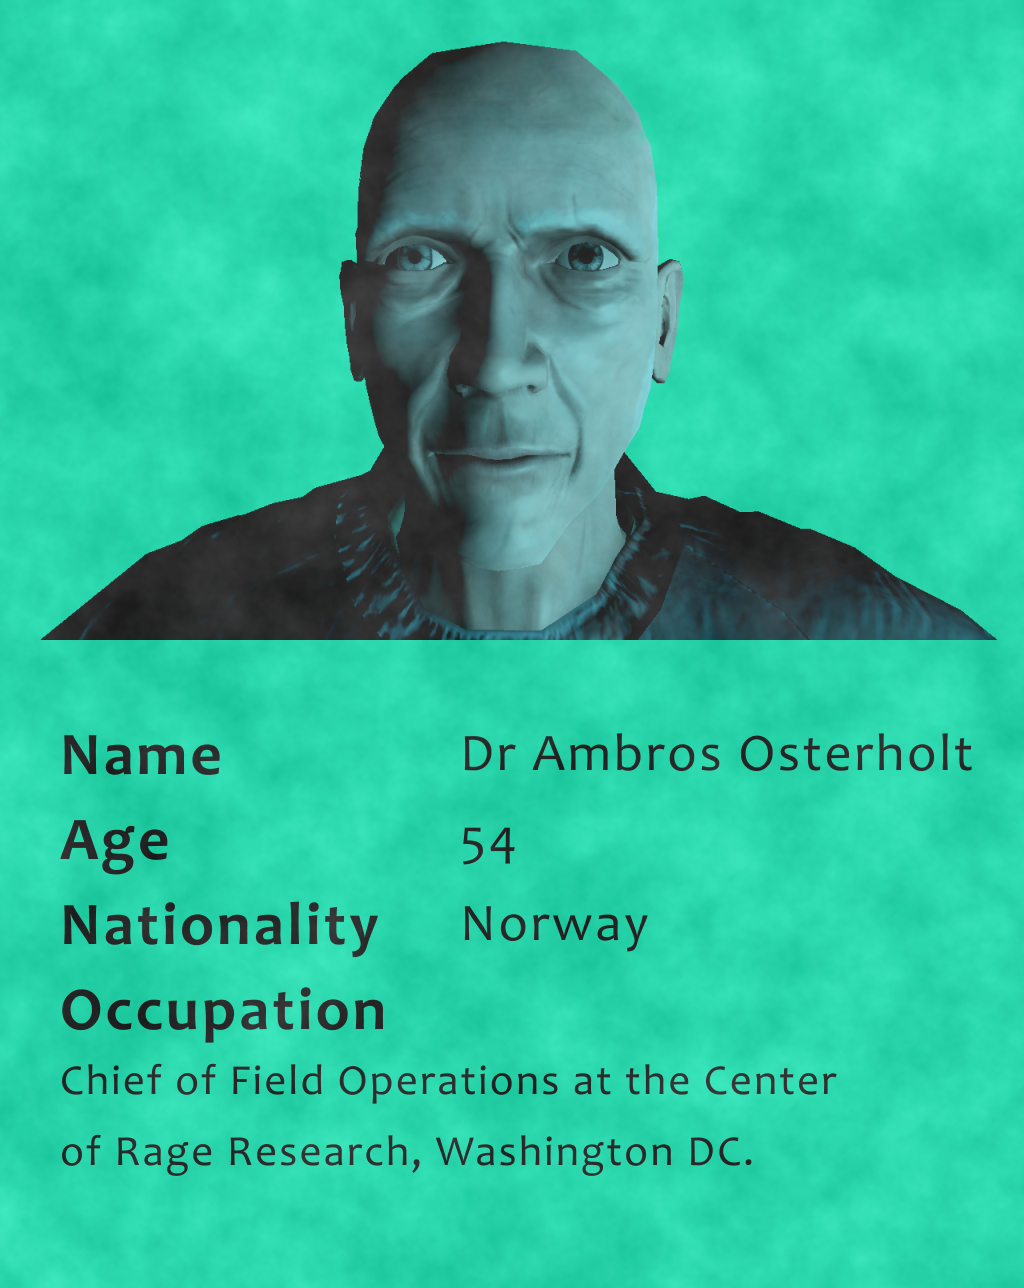 Name Dr Ambros Osterholt
Age 54
Nationality Norway
Occupation
Chief of Field Operations at the Center
of Rage Research, Washington DC.